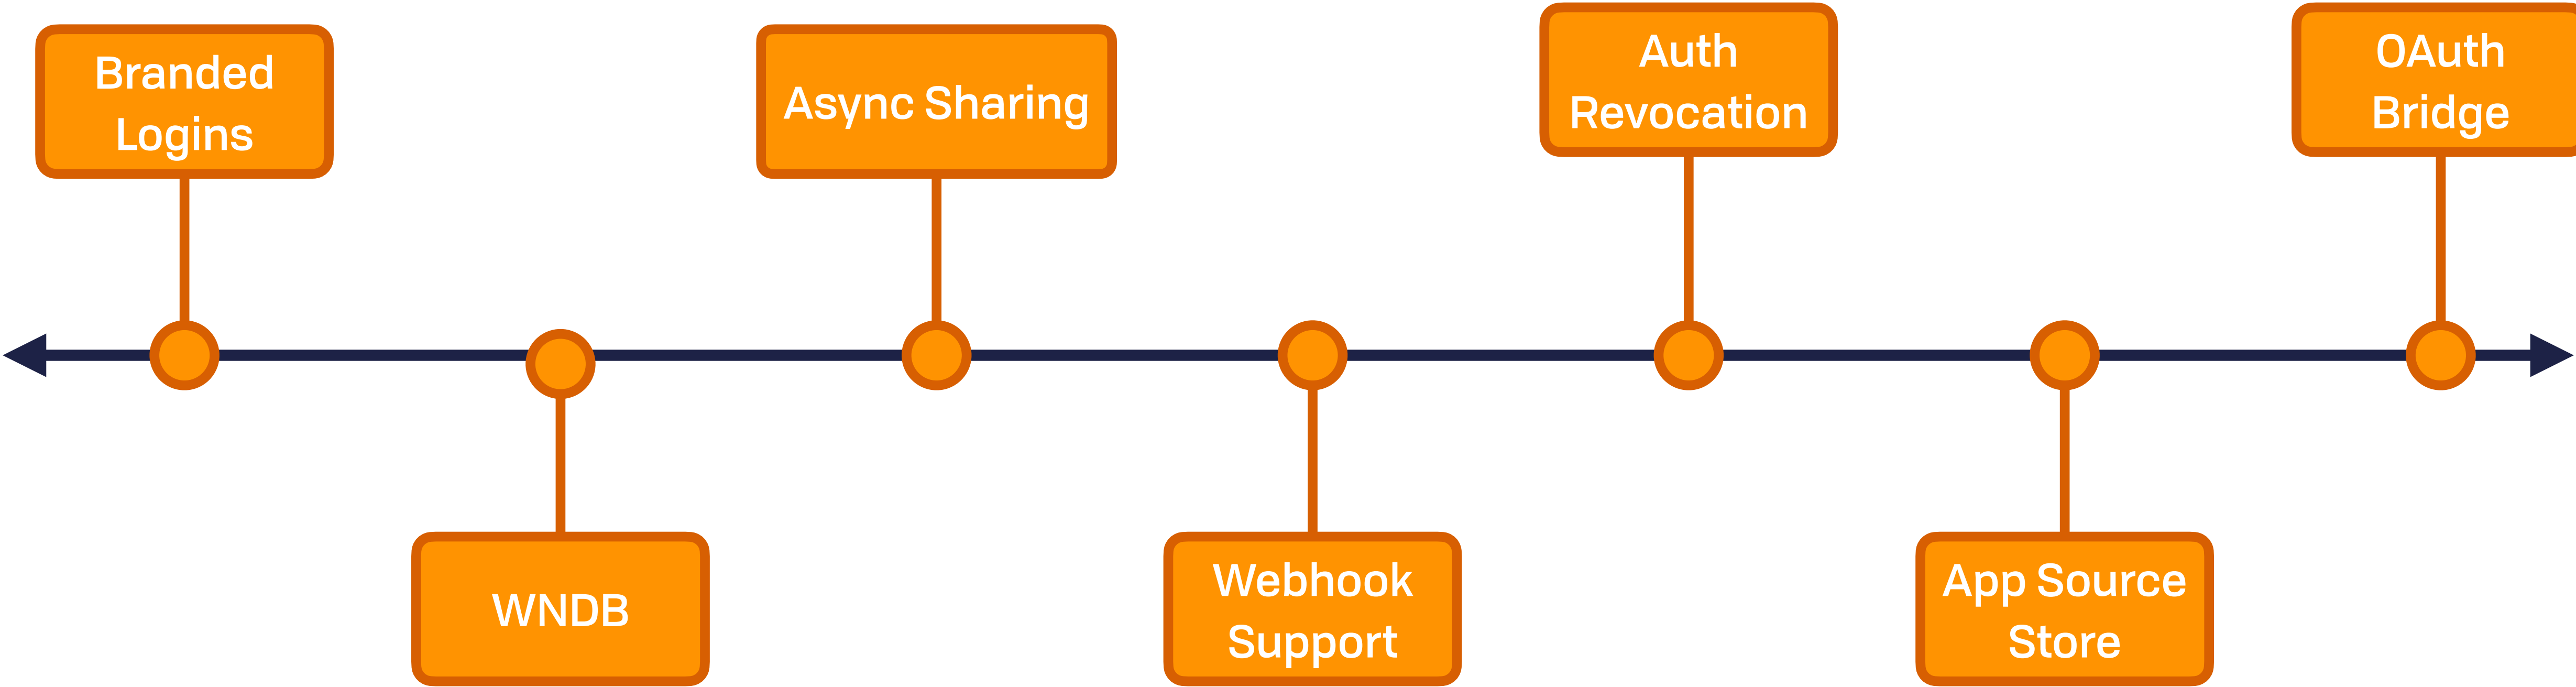 Branded
Logins
WNDB
Async Sharing
Webhook
Support
Auth
Revocation
App Source
Store
OAuth
Bridge